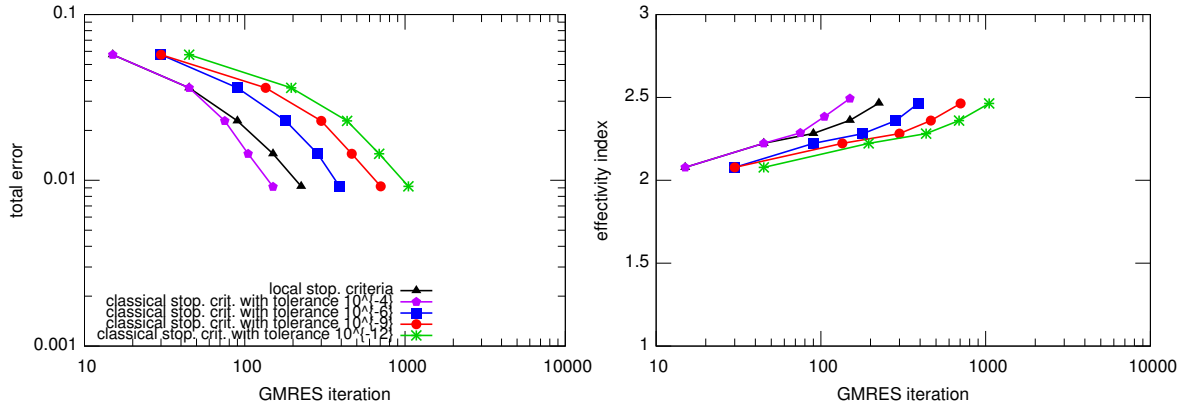 0.1
0.01
0.001
total error
local stop. criteria
classical stop. crit. with tolerance 10^{-4}
classical stop. crit. with tolerance 10^{-6}
classical stop. crit. with tolerance 10^{-9}
classical stop. crit. with tolerance 10^{-12}
10
100
1000
10000
GMRES iteration
3
2.5
2
1.5
1
effectivity index
10
100
1000
10000
GMRES iteration